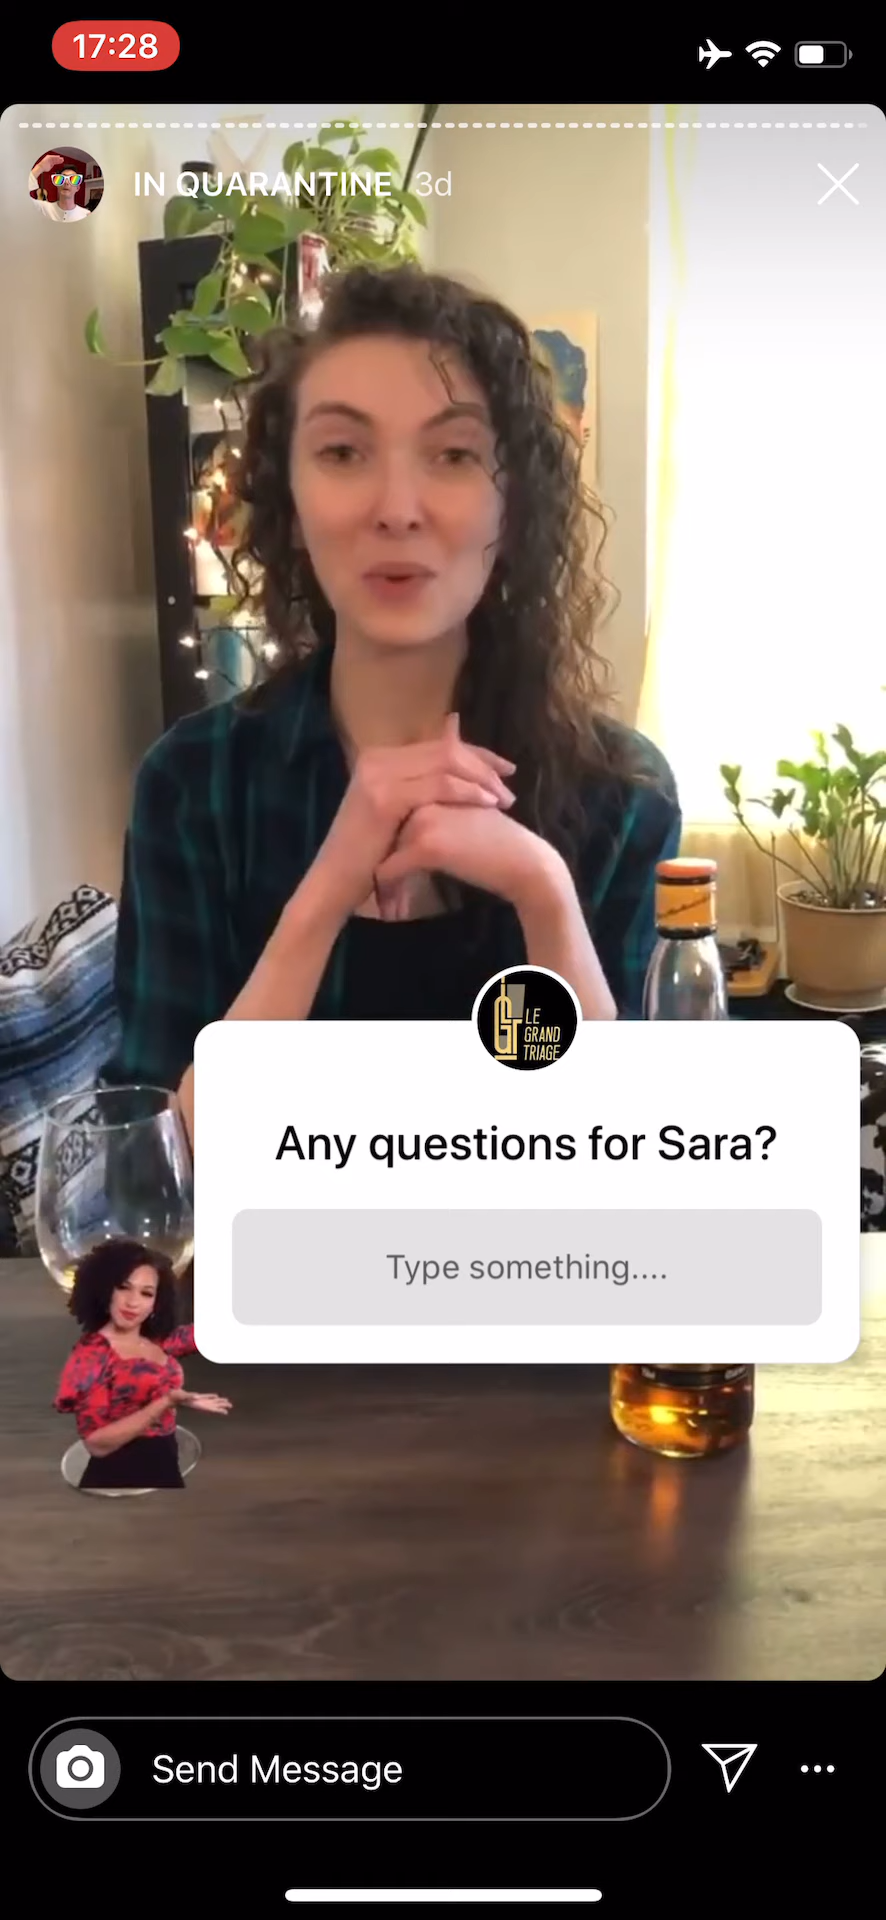 17:28
IN QUARANTINE 3d
LE
GRAND
TRIAGE
Any questions for Sara?
Type something....
Send Message